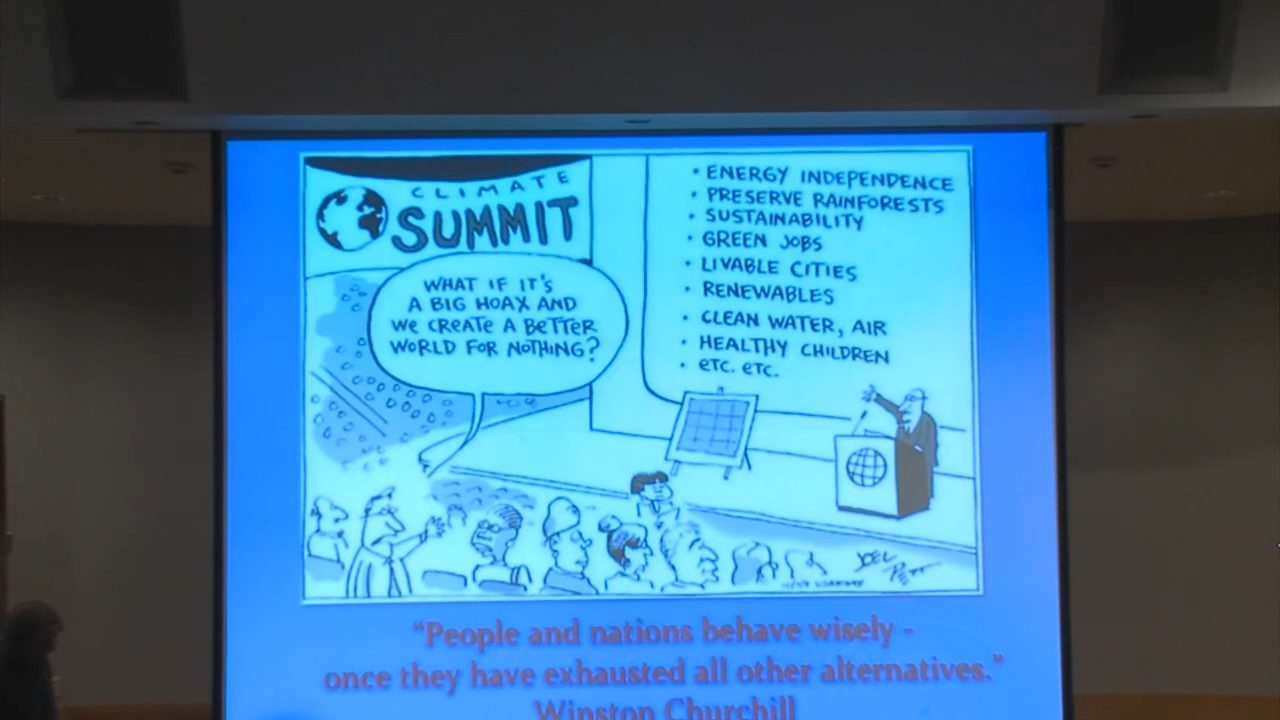 CLIMATE
SUMMIT
WHAT IF IT'S
A BIG HOAX AND
WE CREATE A BETTER
WORLD FOR NOTHING?
• ENERGY INDEPENDENCE
• PRESERVE RAINFORESTS
• SUSTAINABILITY
• GREEN JOBS
• LIVABLE CITIES
• RENEWABLES
• CLEAN WATER, AIR
• HEALTHY CHILDREN
• ETC. ETC.
JOEL
PETT
"People and nations behave wisely -
once they have exhausted all other alternatives."
Winston Churchill